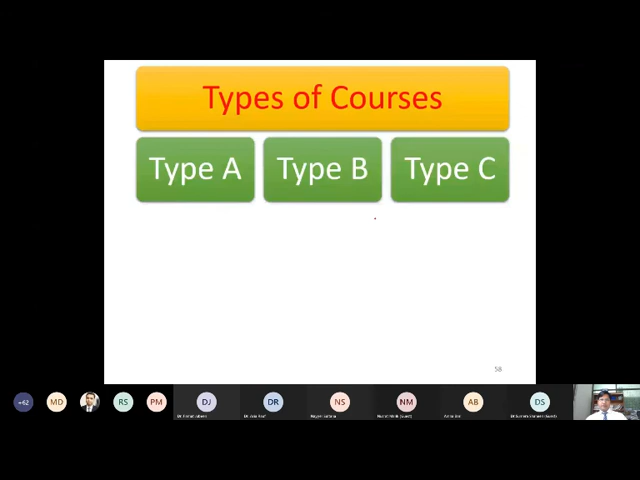 Types of Courses
Type A Type B Type C
58
+62 MD RS PM DJ DR NS NM AB DS